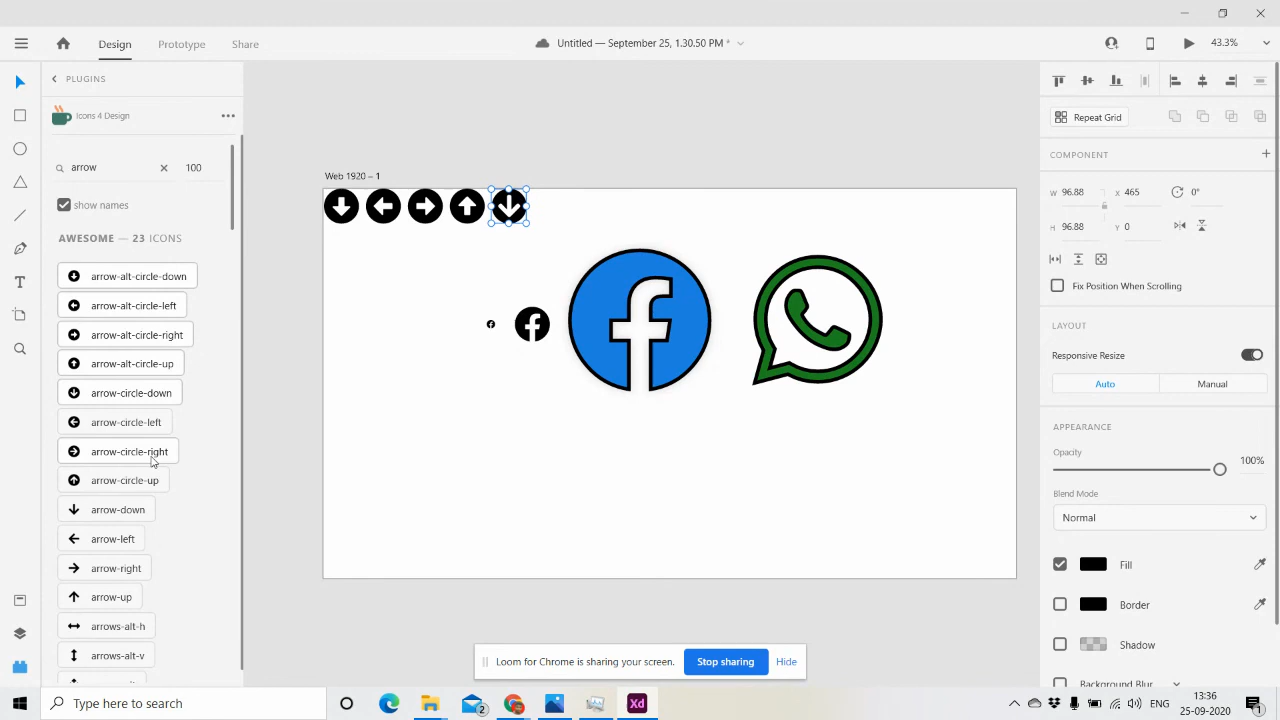 Design
Prototype
Share
Untitled — September 25, 1.30.50 PM *
43.3%
PLUGINS
Icons 4 Design
arrow
100
show names
AWESOME — 23 ICONS
arrow-alt-circle-down
arrow-alt-circle-left
arrow-alt-circle-right
arrow-alt-circle-up
arrow-circle-down
arrow-circle-left
arrow-circle-right
arrow-circle-up
arrow-down
arrow-left
arrow-right
arrow-up
arrows-alt-h
arrows-alt-v
Web 1920 – 1
Repeat Grid
COMPONENT
W 96.88 X 465 0°
H 96.88 Y 0
Fix Position When Scrolling
LAYOUT
Responsive Resize
Auto Manual
APPEARANCE
Opacity
100%
Blend Mode
Normal
Fill
Border
Shadow
Background Blur
Loom for Chrome is sharing your screen. Stop sharing Hide
Type here to search
2
Xd
ENG
13:36
25-09-2020
1